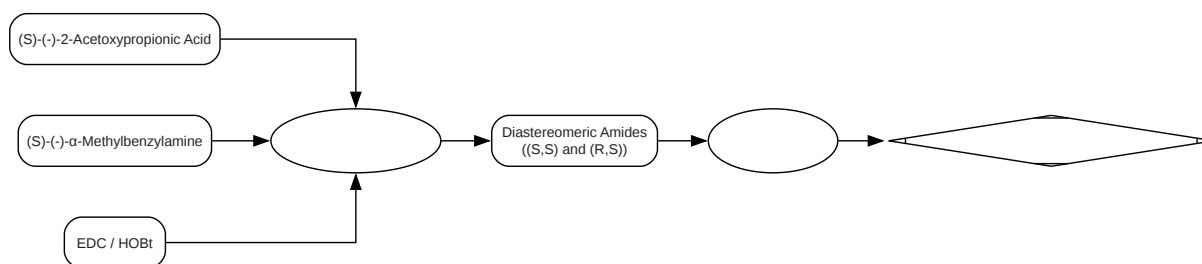 (S)-(-)-2-Acetoxypropionic Acid
(S)-(-)-α-Methylbenzylamine
EDC / HOBt
Diastereomeric Amides
((S,S) and (R,S))